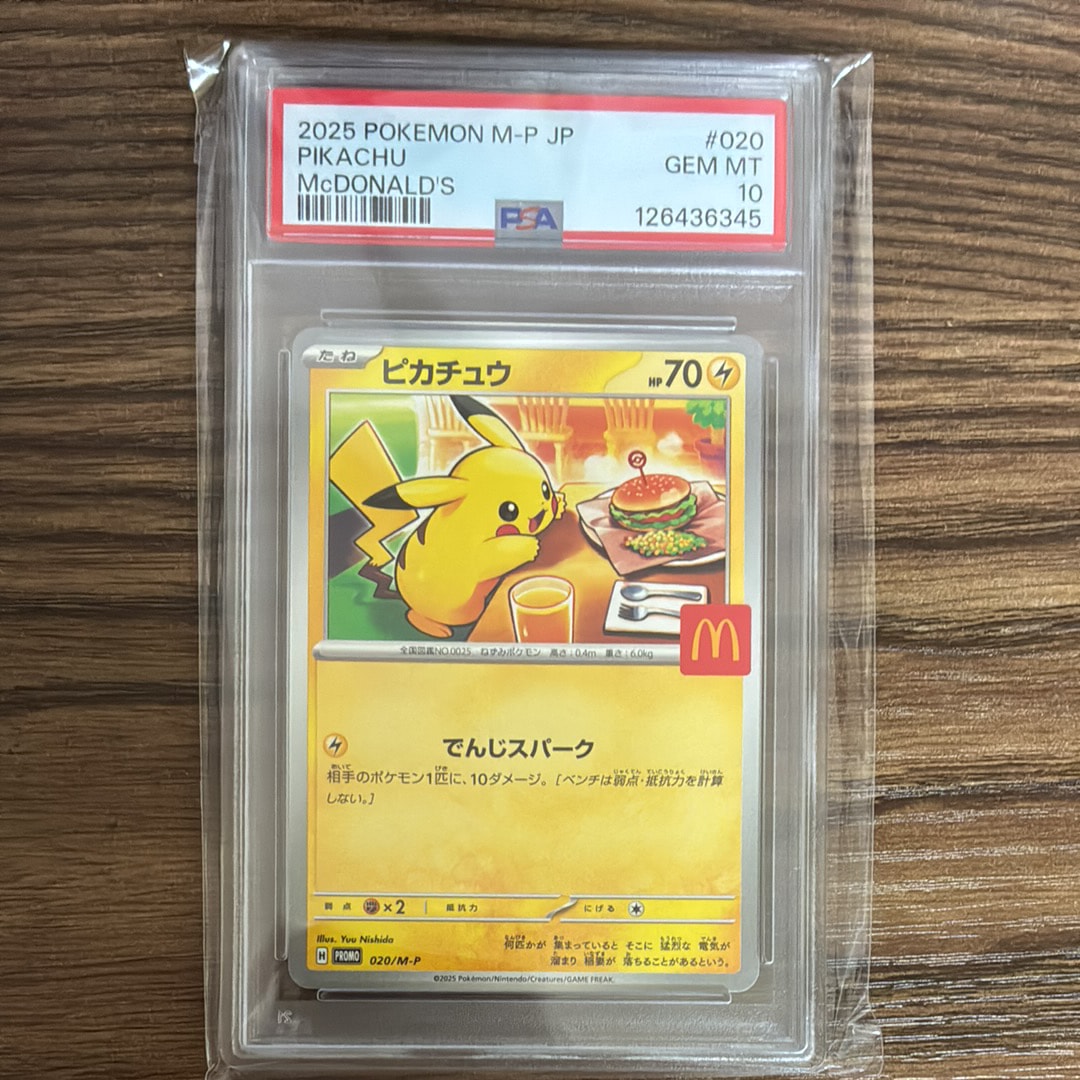 2025 POKEMON M-P JP #020
PIKACHU GEM MT
McDONALD'S 10
126436345
PSA
たね ピカチュウ HP70
全国図鑑NO.0025 ねずみポケモン 高さ:0.4m 重さ:6.0kg
でんじスパーク
相手のポケモン1匹に、10ダメージ。[ベンチは弱点・抵抗力を計算
しない。]
弱点 ×2 抵抗力 にげる
Illus. Yuu Nishida
何匹かが 集まっていると そこに 猛烈な 電気が
H PROMO 020/M-P
溜まり 稲妻が 落ちることがあるという。
©2025 Pokémon/Nintendo/Creatures/GAME FREAK.